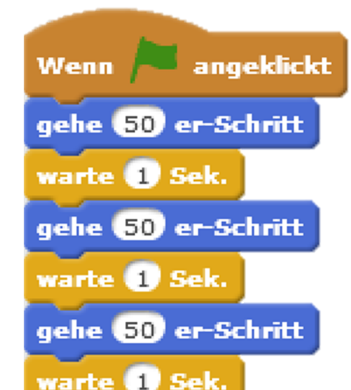 Wenn angeklickt
gehe 50 er-Schritt
warte 1 Sek.
gehe 50 er-Schritt
warte 1 Sek.
gehe 50 er-Schritt
warte 1 Sek.